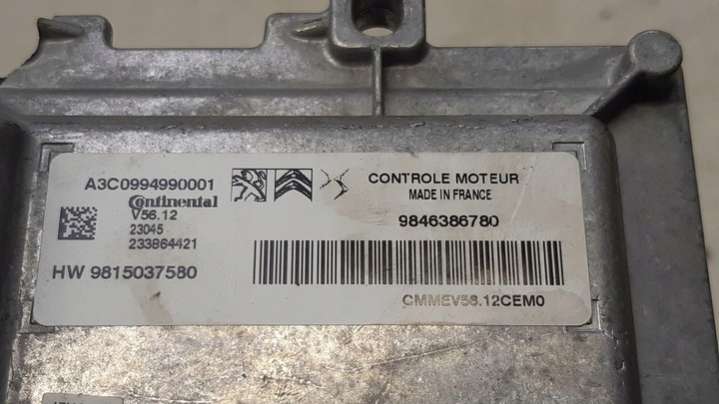 A3C0994990001
Continental
V56.12
23045
233864421
HW 9815037580
CONTROLE MOTEUR
MADE IN FRANCE
9846386780
CMMEV56.12CEM0